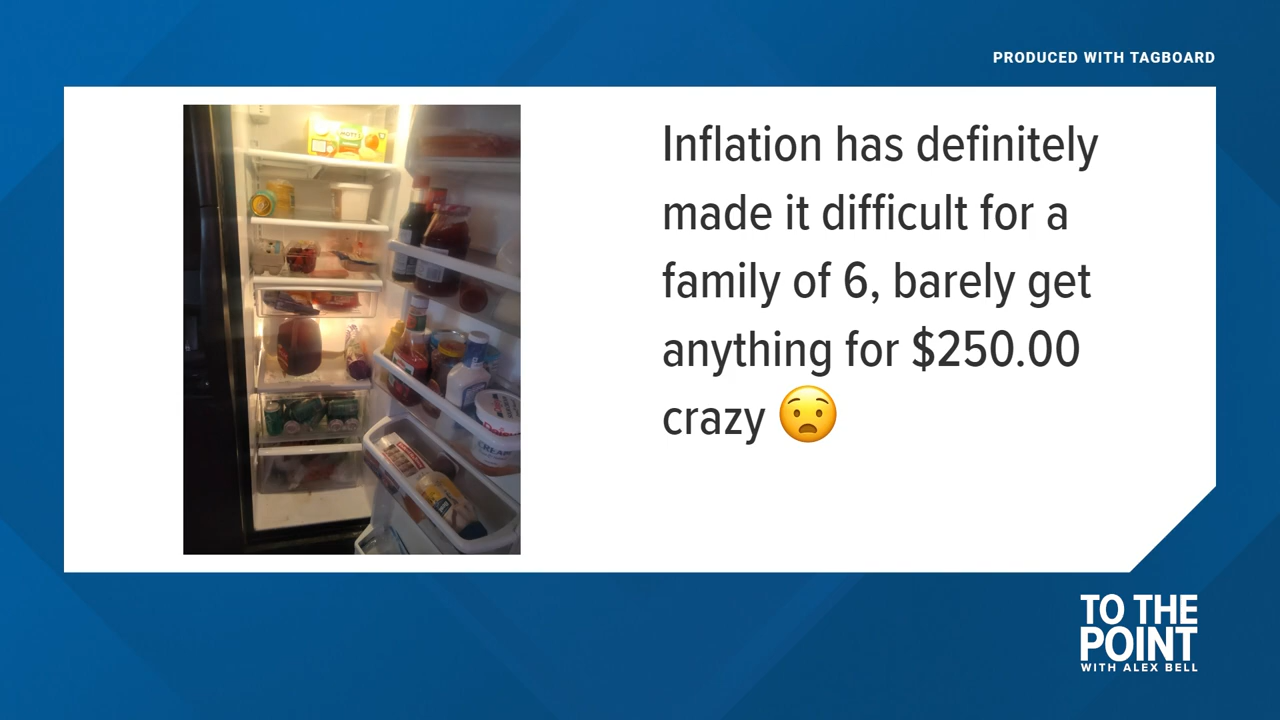 PRODUCED WITH TAGBOARD
Inflation has definitely
made it difficult for a
family of 6, barely get
anything for $250.00
crazy 😧
TO THE
POINT
WITH ALEX BELL